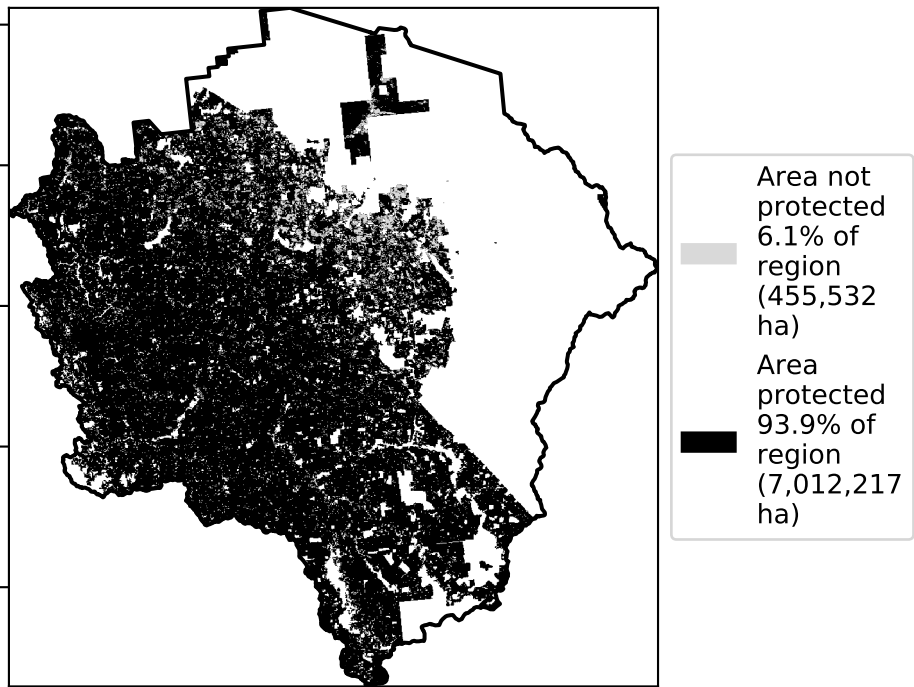 Area not
protected
6.1% of
region
(455,532
ha)
Area
protected
93.9% of
region
(7,012,217
ha)